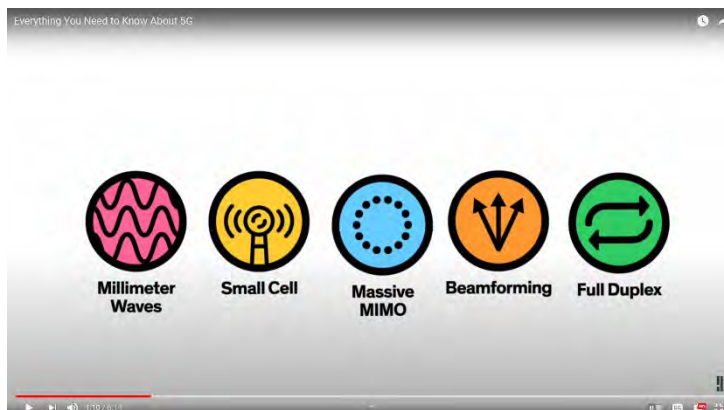 Everything You Need to Know About 5G
Millimeter
Waves
Small Cell
Massive
MIMO
Beamforming
Full Duplex